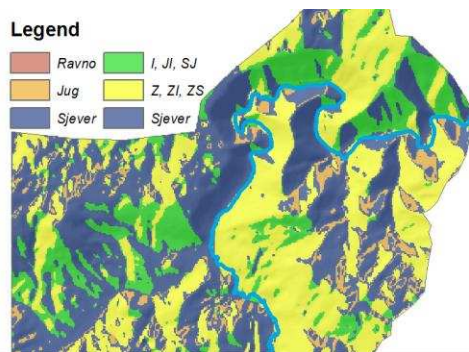 Legend
Ravno I, JI, SJ
Jug Z, ZI, ZS
Sjever Sjever